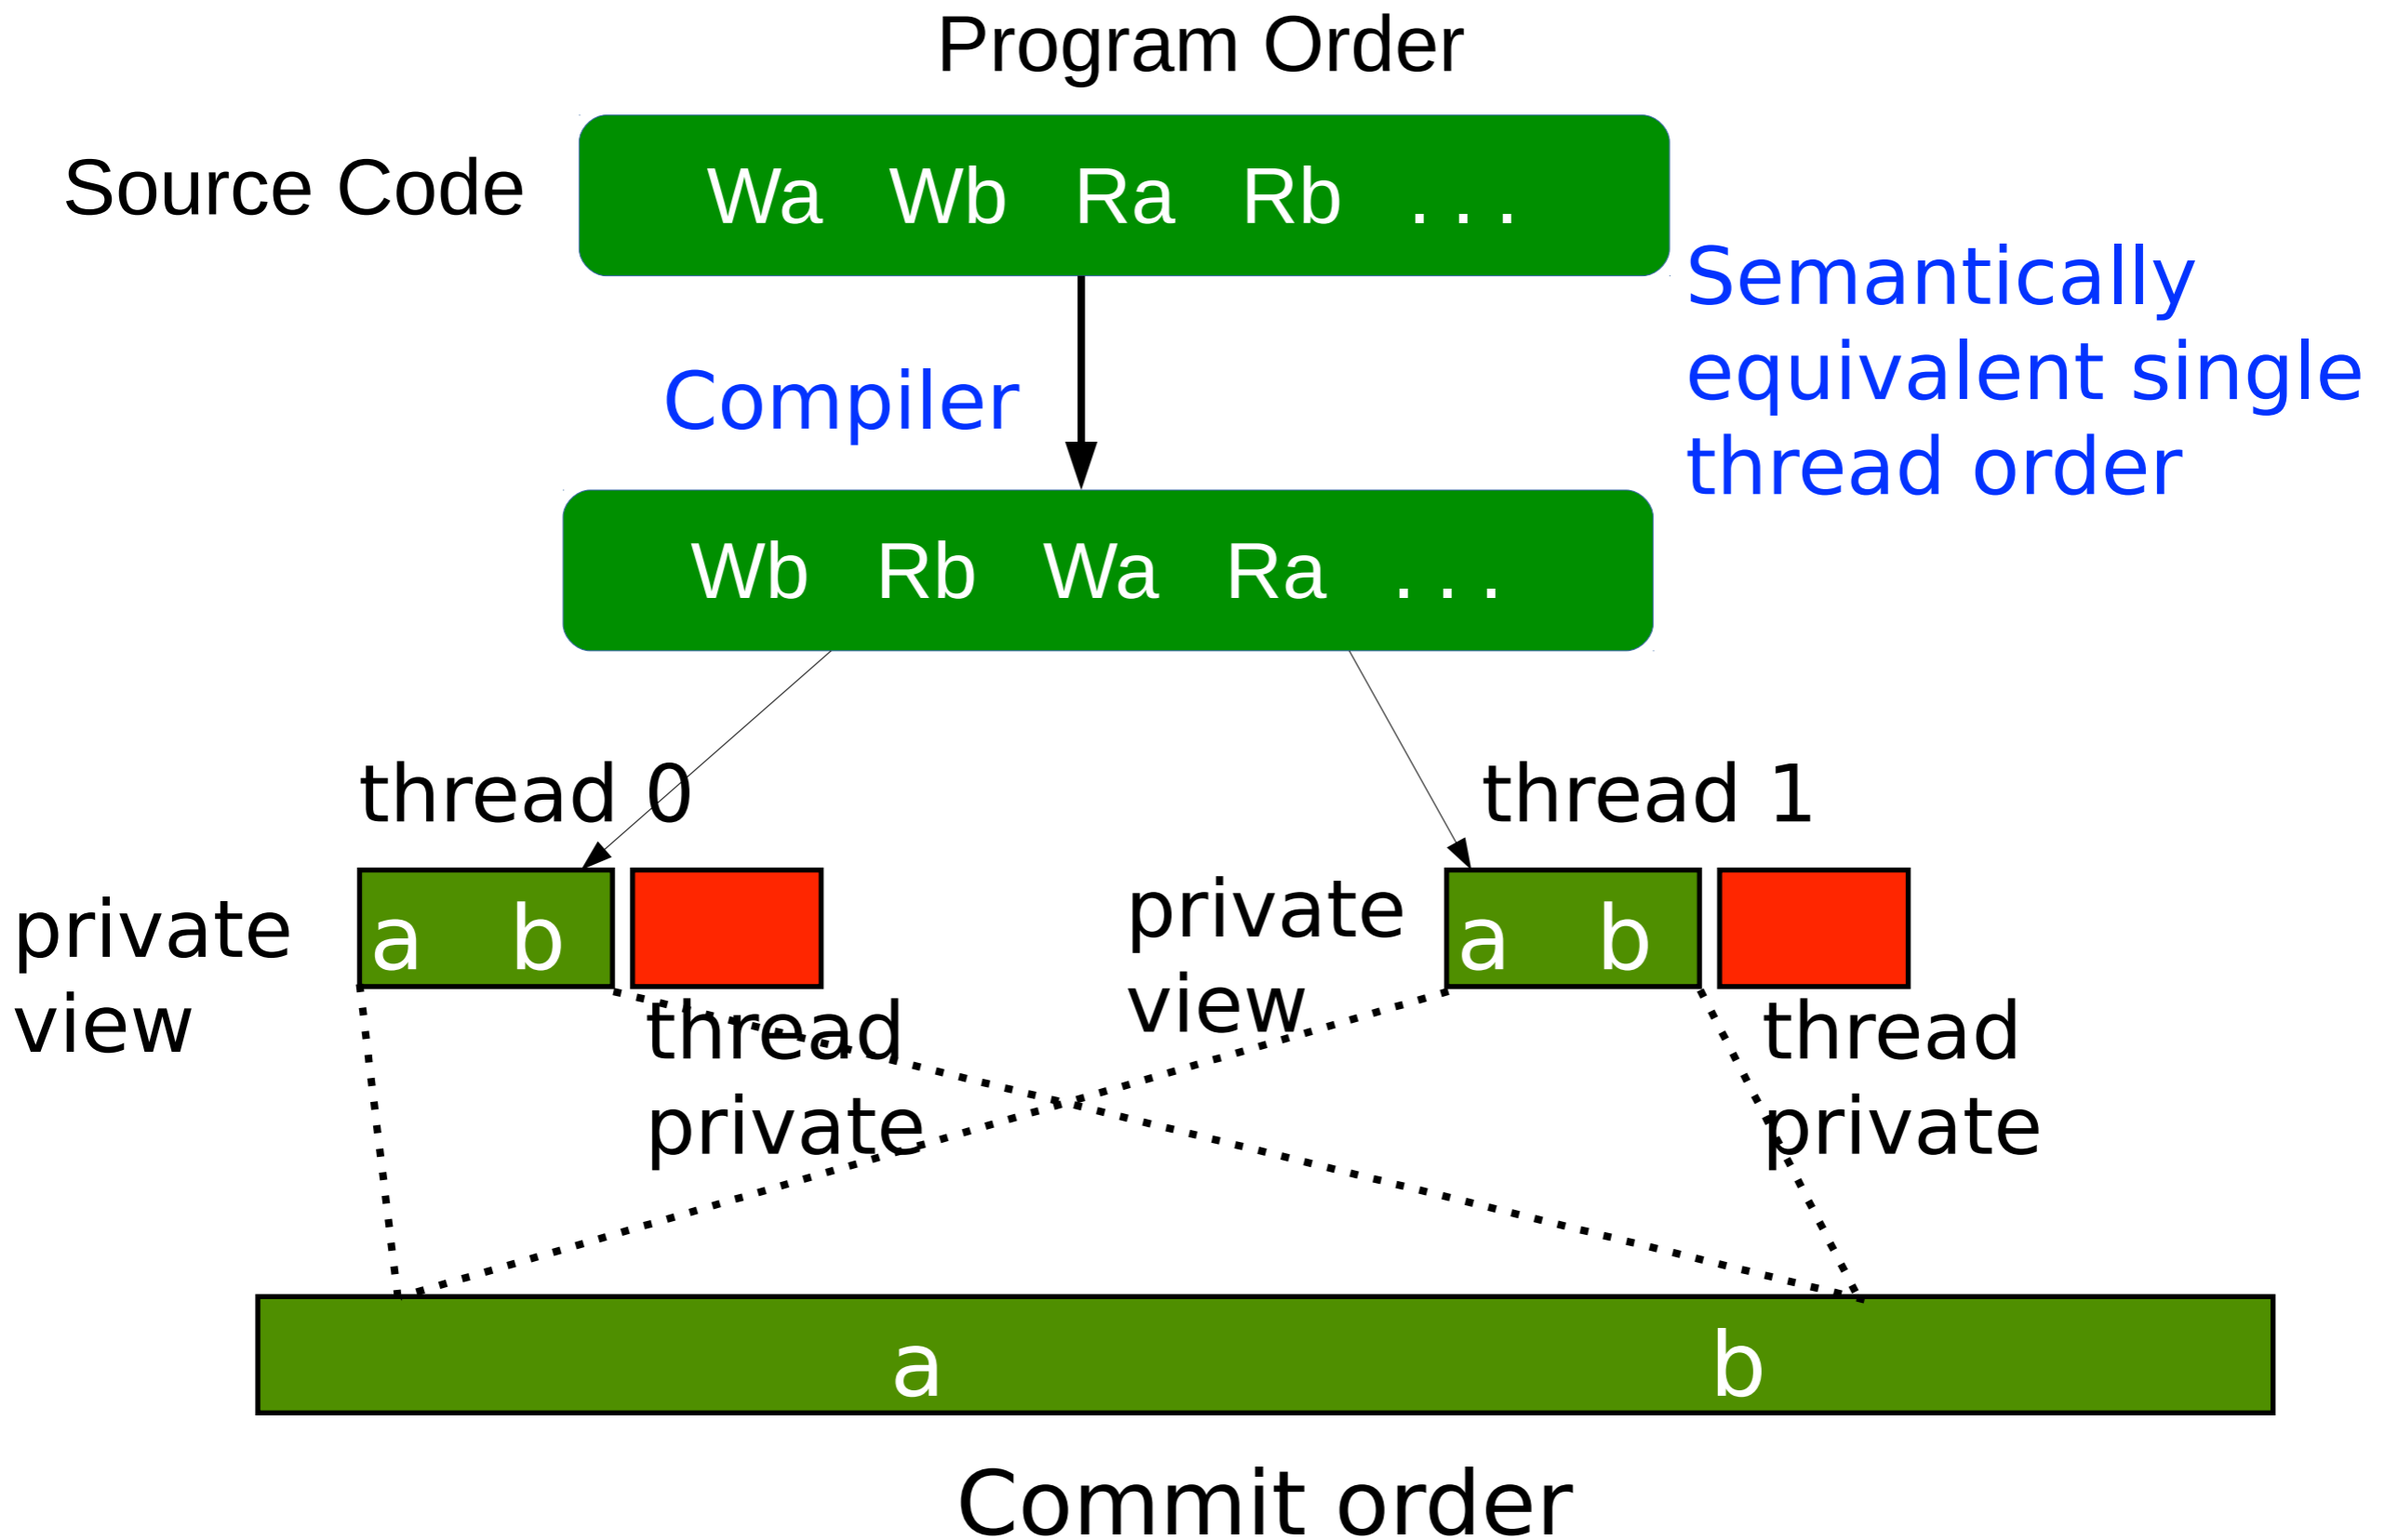 Program Order
Source Code
Wa Wb Ra Rb . . .
Semantically
equivalent single
thread order
Compiler
Wb Rb Wa Ra . . .
thread 0
thread 1
private
view
a b
thread
private
private
view
a b
thread
private
a b
Commit order